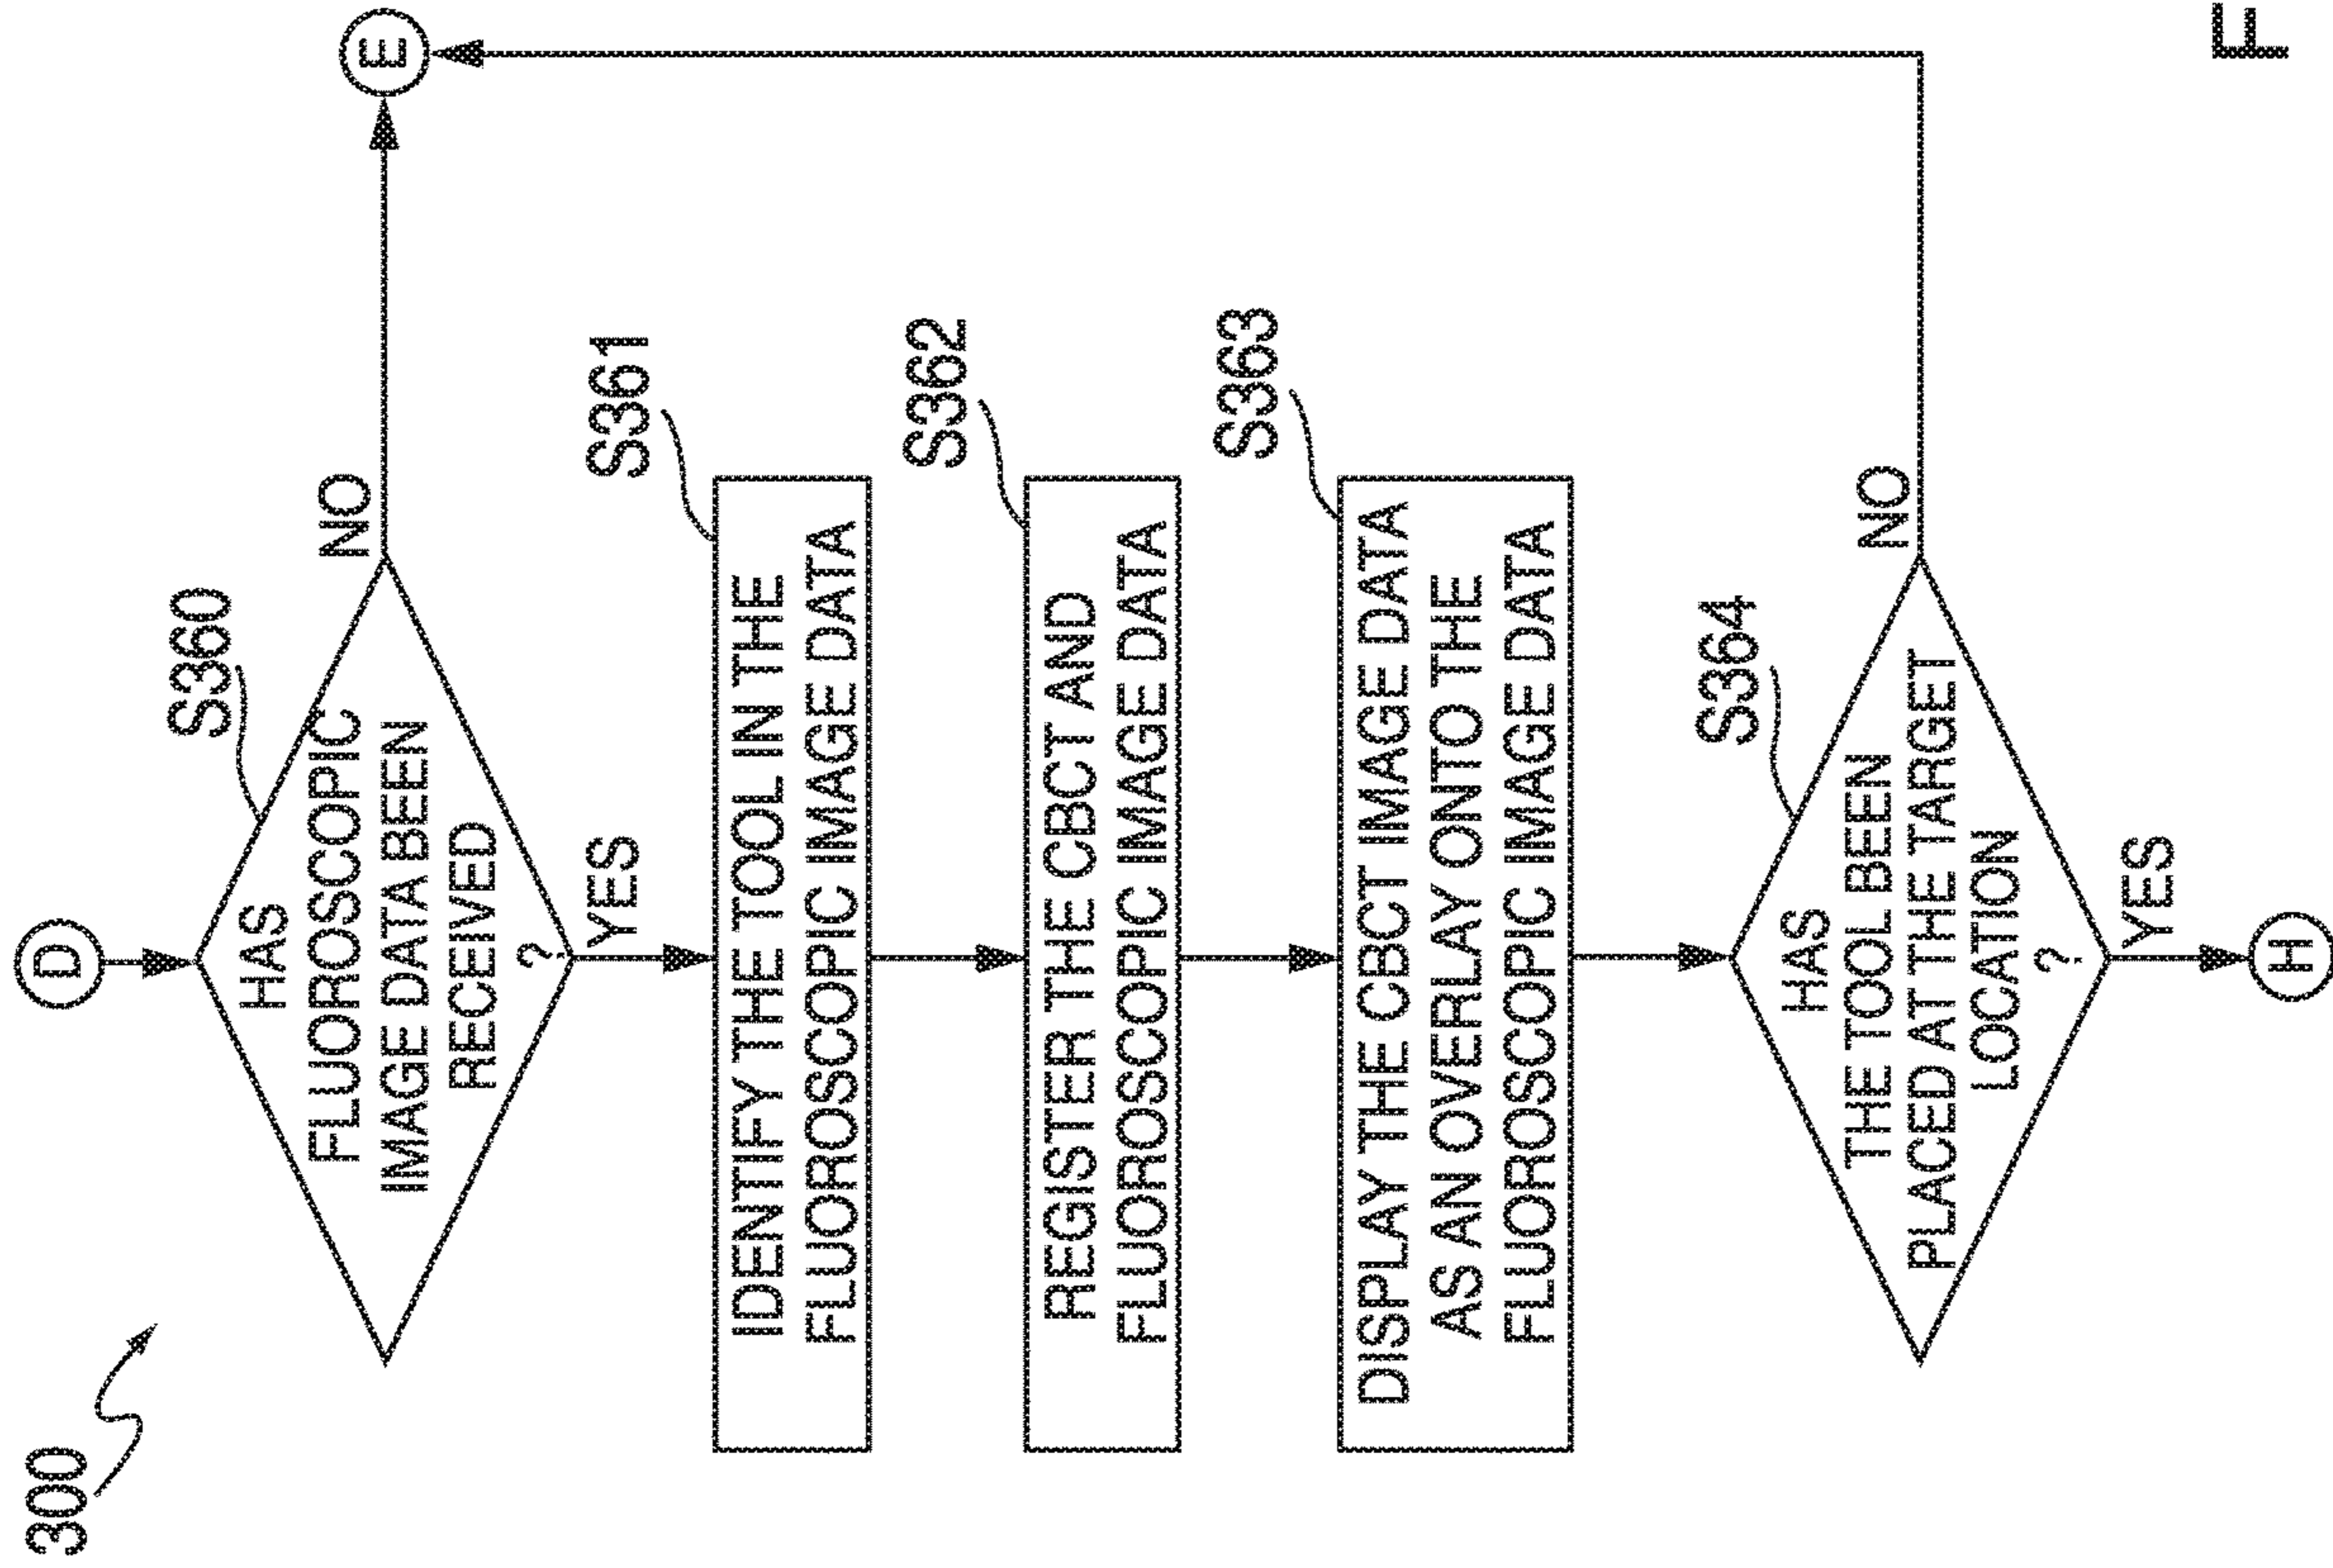 300
D
S360
HAS
FLUOROSCOPIC
IMAGE DATA BEEN
RECEIVED
?
NO
E
YES
S361
IDENTIFY THE TOOL IN THE
FLUOROSCOPIC IMAGE DATA
S362
REGISTER THE CBCT AND
FLUOROSCOPIC IMAGE DATA
S363
DISPLAY THE CBCT IMAGE DATA
AS AN OVERLAY ONTO THE
FLUOROSCOPIC IMAGE DATA
S364
HAS
THE TOOL BEEN
PLACED AT THE TARGET
LOCATION
?
NO
YES
H
F